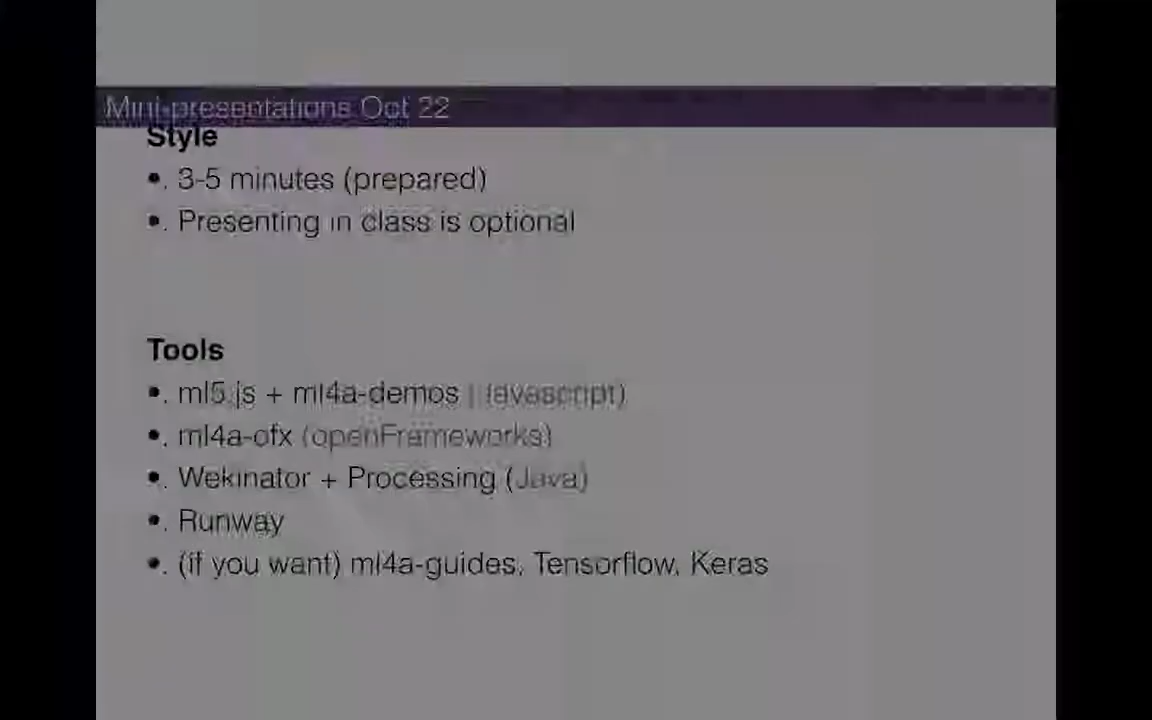 Mini-presentations Oct 22
Style
•. 3-5 minutes (prepared)
•. Presenting in class is optional
Tools
•. ml5.js + ml4a-demos (Javascript)
•. ml4a-ofx (openFrameworks)
•. Wekinator + Processing (Java)
•. Runway
•. (if you want) ml4a-guides, Tensorflow, Keras